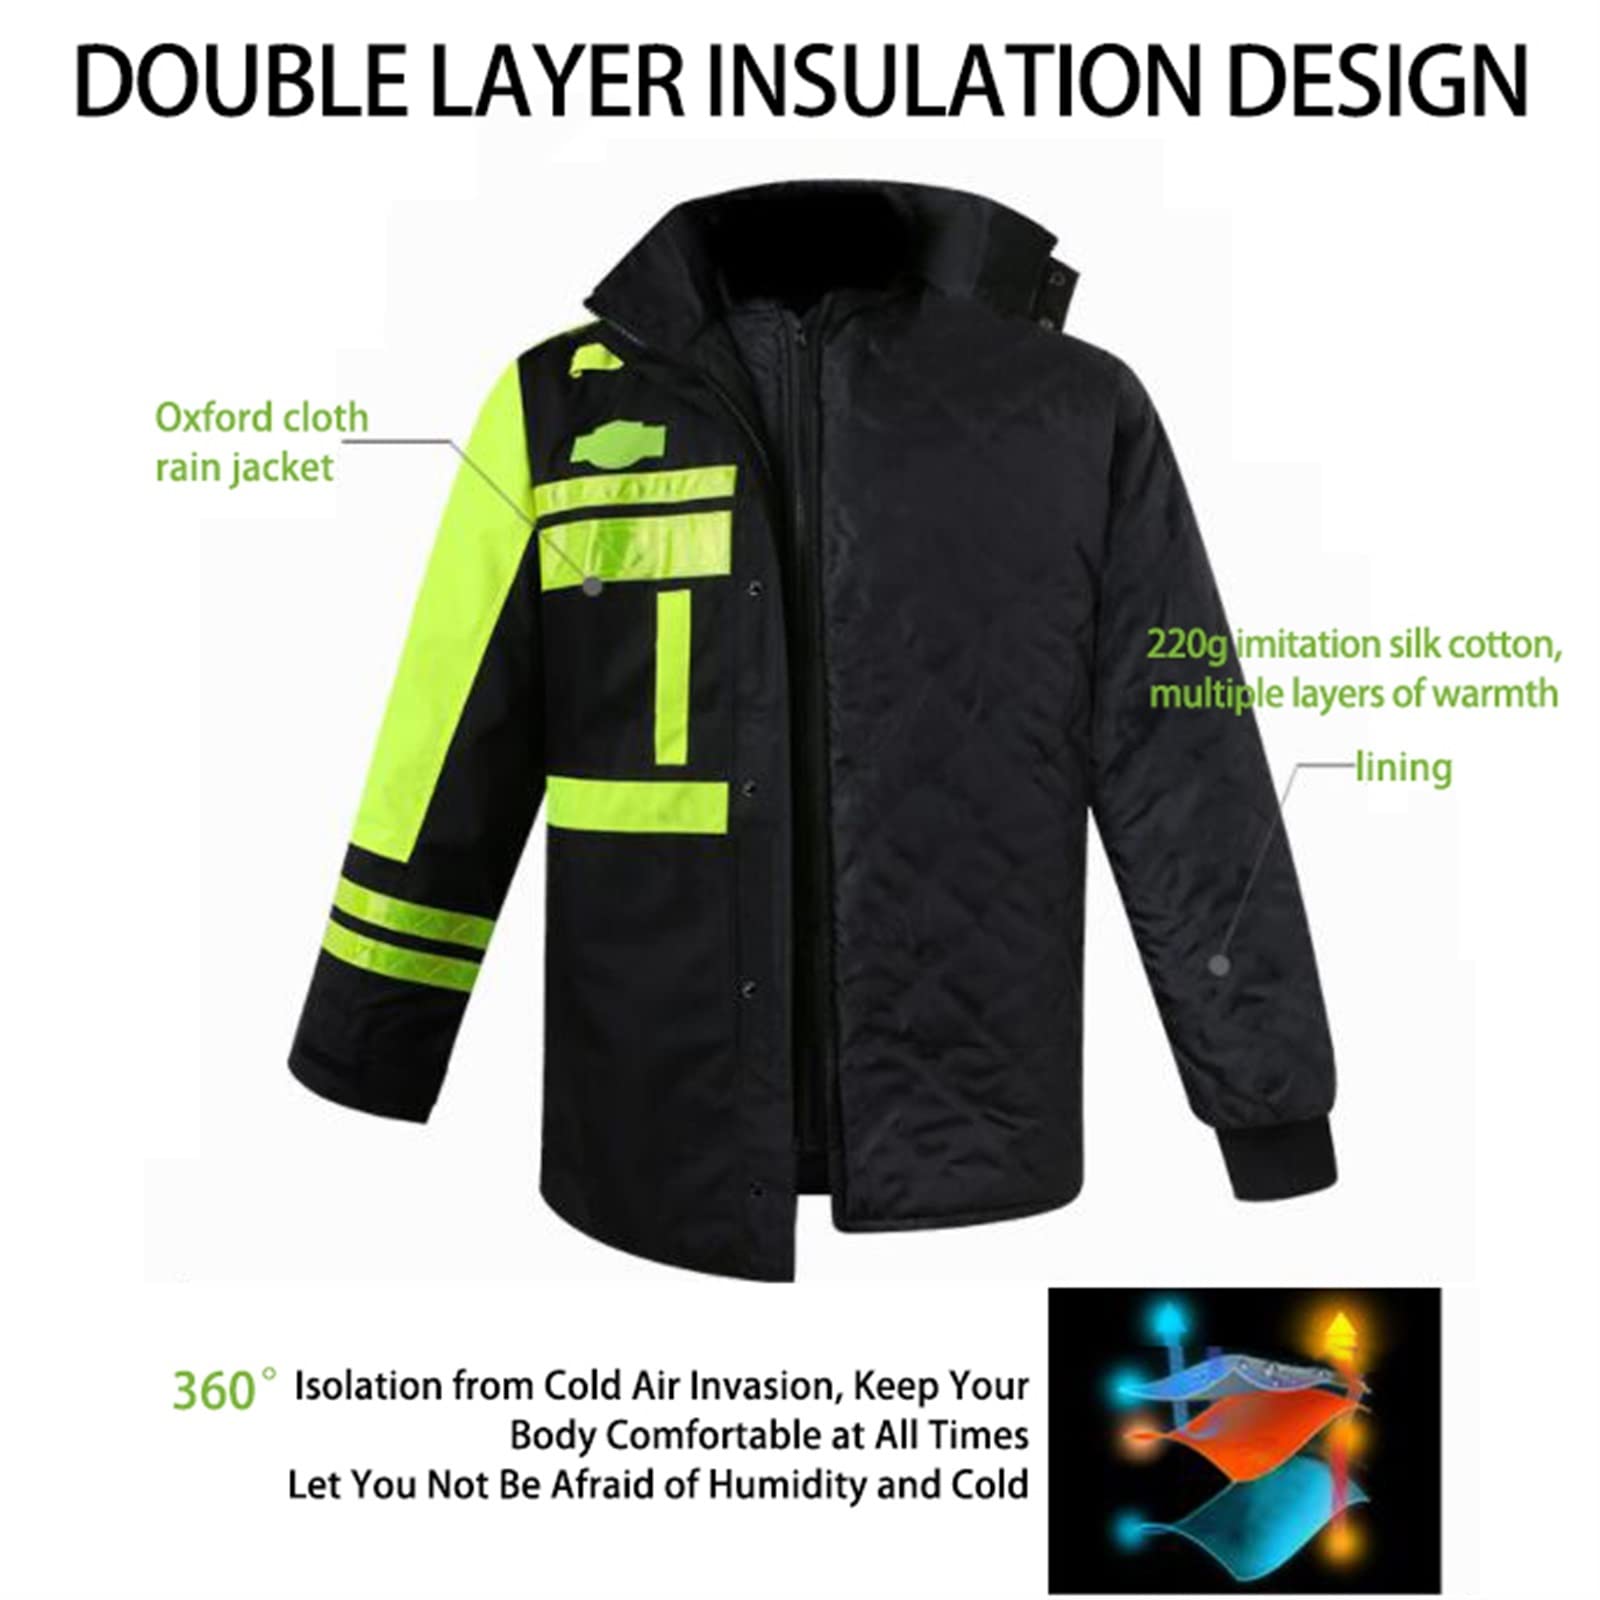 DOUBLE LAYER INSULATION DESIGN
Oxford cloth
rain jacket
220g imitation silk cotton,
multiple layers of warmth
lining
360° Isolation from Cold Air Invasion, Keep Your
Body Comfortable at All Times
Let You Not Be Afraid of Humidity and Cold